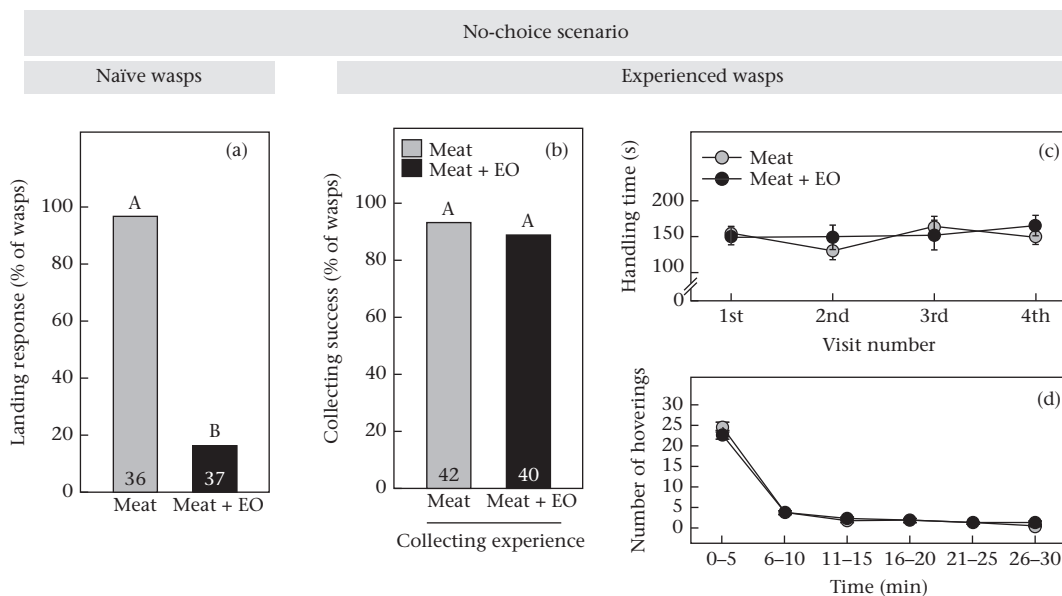 No-choice scenario
Naïve wasps
Experienced wasps
(a)
Landing response (% of wasps)
100
80
60
40
20
0
A
B
36
37
Meat
Meat + EO
(b)
Meat
Meat + EO
Collecting success (% of wasps)
100
80
60
40
20
0
A
A
42
40
Meat
Meat + EO
Collecting experience
(c)
Meat
Meat + EO
Handling time (s)
200
150
100
0
1st
2nd
3rd
4th
Visit number
(d)
Number of hoverings
30
25
20
15
10
5
0
0–5
6–10
11–15
16–20
21–25
26–30
Time (min)